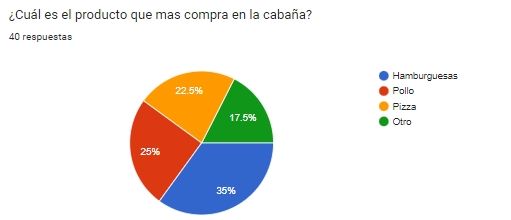 ¿Cuál es el producto que mas compra en la cabaña?
40 respuestas
Hamburguesas
Pollo
Pizza
Otro
22.5%
17.5%
25%
35%